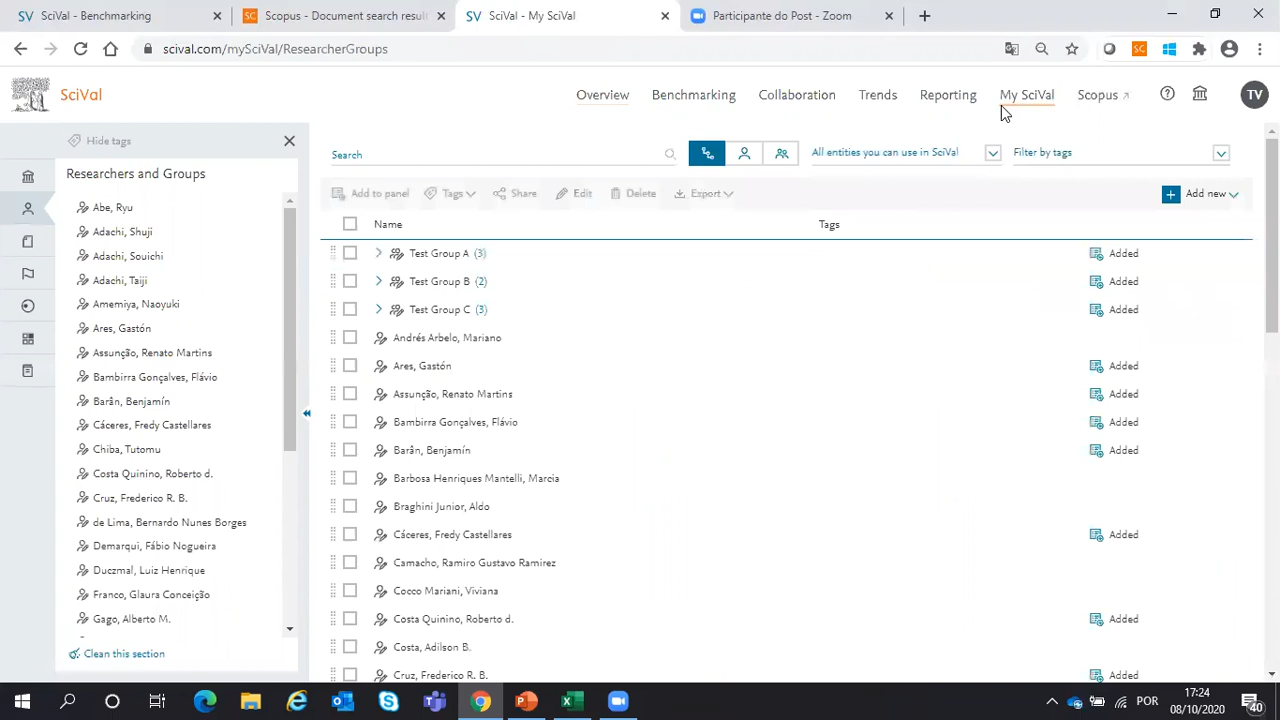 SciVal - Benchmarking
Scopus - Document search result
SciVal - My SciVal
Participante do Post - Zoom
scival.com/mySciVal/ResearcherGroups
SciVal
Overview
Benchmarking
Collaboration
Trends
Reporting
My SciVal
Scopus
TV
Hide tags
Researchers and Groups
Abe, Ryu
Adachi, Shuji
Adachi, Souichi
Adachi, Taiji
Amemiya, Naoyuki
Ares, Gastón
Assunção, Renato Martins
Bambirra Gonçalves, Flávio
Barân, Benjamín
Cáceres, Fredy Castellares
Chiba, Tutomu
Costa Quinino, Roberto d.
Cruz, Frederico R. B.
de Lima, Bernardo Nunes Borges
Demarqui, Fábio Nogueira
Duczmal, Luiz Henrique
Franco, Glaura Conceição
Gago, Alberto M.
Clean this section
Search
All entities you can use in SciVal
Filter by tags
Add to panel
Tags
Share
Edit
Delete
Export
Add new
Name
Tags
Test Group A (3)
Added
Test Group B (2)
Added
Test Group C (3)
Added
Andrés Arbelo, Mariano
Ares, Gastón
Added
Assunção, Renato Martins
Added
Bambirra Gonçalves, Flávio
Added
Barân, Benjamín
Added
Barbosa Henriques Mantelli, Marcia
Braghini Junior, Aldo
Cáceres, Fredy Castellares
Added
Camacho, Ramiro Gustavo Ramirez
Cocco Mariani, Viviana
Costa Quinino, Roberto d.
Added
Costa, Adilson B.
Cruz, Frederico R. B.
Added
POR
17:24
08/10/2020
40